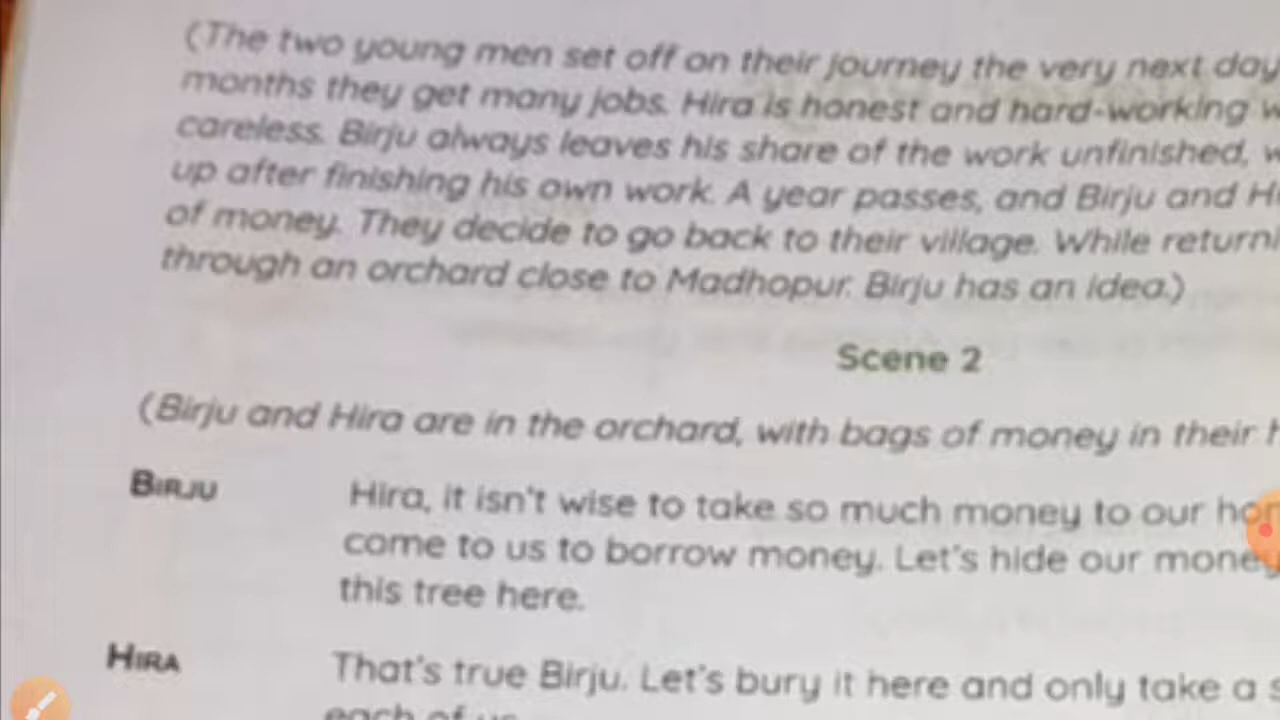 (The two young men set off on their journey the very next day
months they get many jobs. Hira is honest and hard-working
careless. Birju always leaves his share of the work unfinished,
up after finishing his own work. A year passes, and Birju and
of money. They decide to go back to their village. While
through an orchard close to Madhopur. Birju has an idea.)
Scene 2
(Birju and Hira are in the orchard, with bags of money in their
BIRJU Hira, it isn't wise to take so much money to our
come to us to borrow money. Let's hide our money
this tree here.
HIRA That's true Birju. Let's bury it here and only take a
each of us